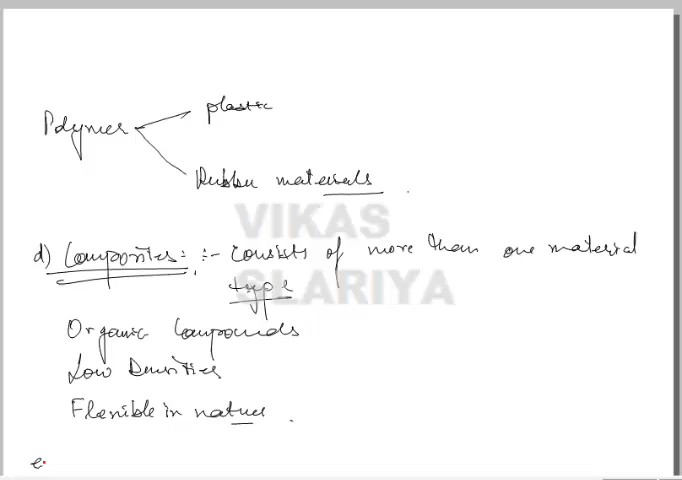 plastic
Polymer
Rubber materials .
VIKAS
d) Composites: :- Consists of more than one material
GLARIYA
type
Organic Compounds
Low Densities
Flexible in nature .
e.